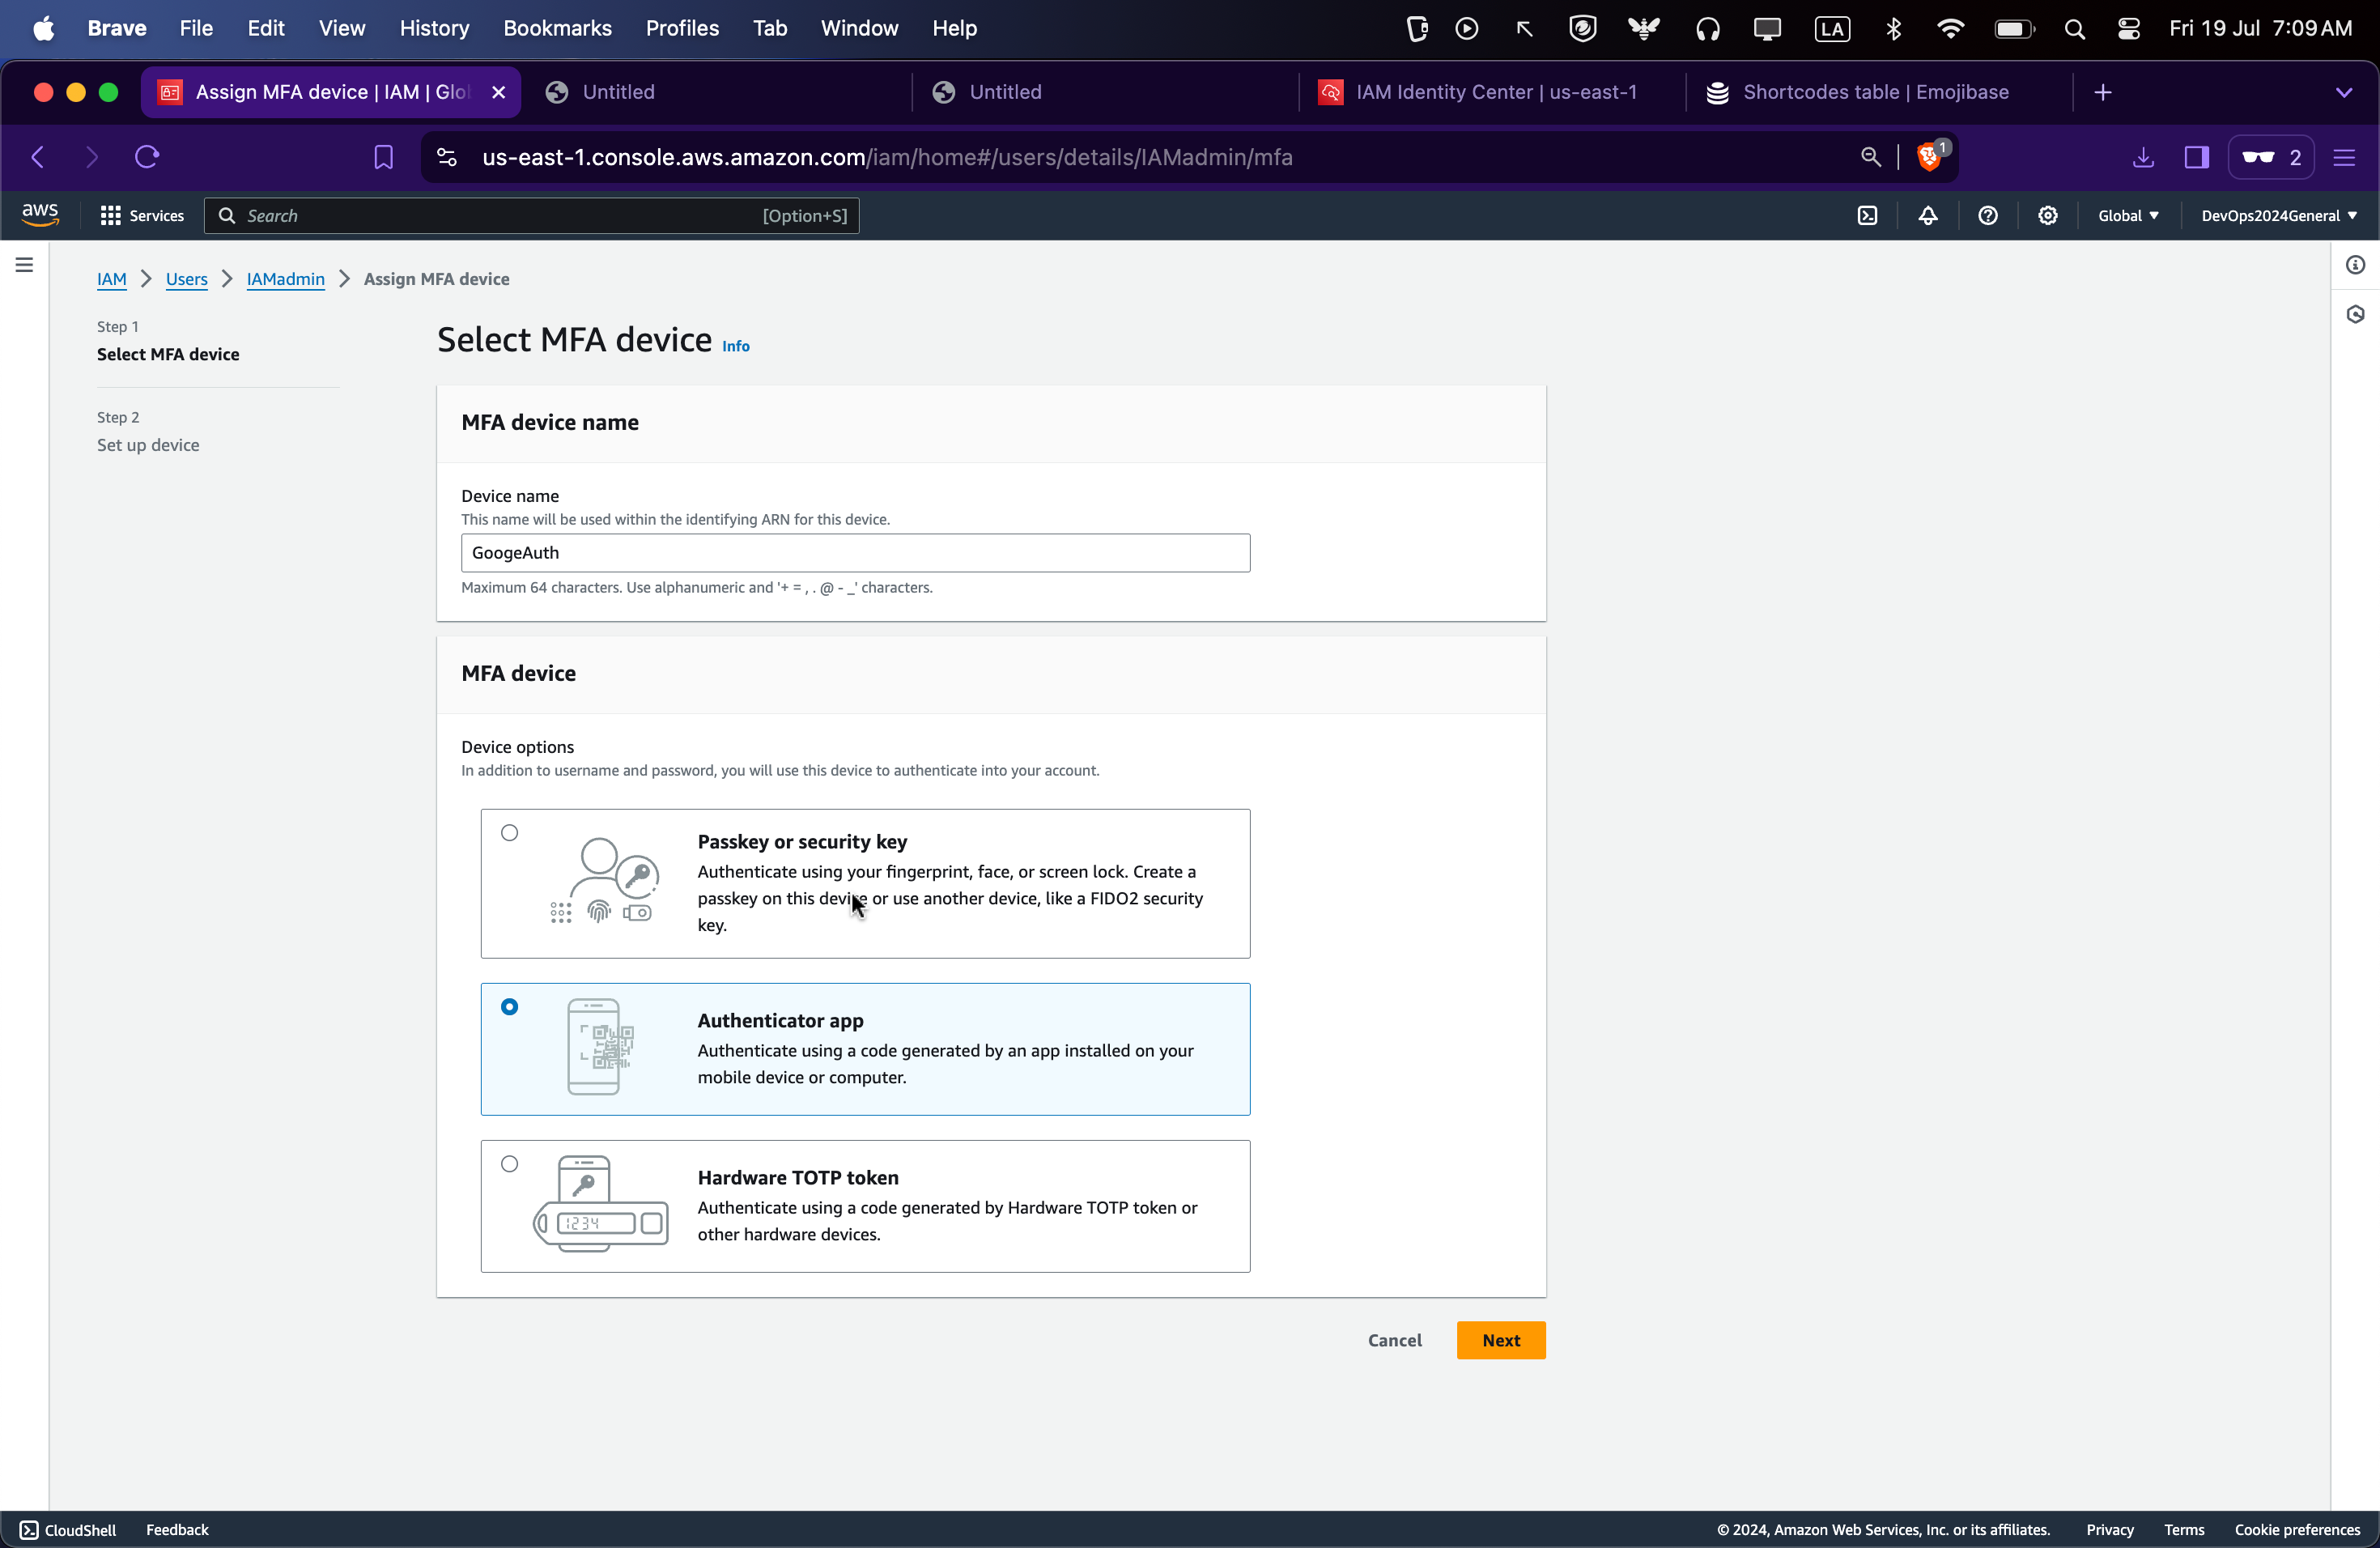 Brave File Edit View History Bookmarks Profiles Tab Window Help LA Fri 19 Jul 7:09 AM
Assign MFA device | IAM | Glo Untitled Untitled IAM Identity Center | us-east-1 Shortcodes table | Emojibase
us-east-1.console.aws.amazon.com/iam/home#/users/details/IAMadmin/mfa 1 2
aws Services Search [Option+S] Global DevOps2024General
IAM Users IAMadmin Assign MFA device
Step 1
Select MFA device
Step 2
Set up device
Select MFA device Info
MFA device name
Device name
This name will be used within the identifying ARN for this device.
GoogeAuth
Maximum 64 characters. Use alphanumeric and '+ = , . @ - _' characters.
MFA device
Device options
In addition to username and password, you will use this device to authenticate into your account.
Passkey or security key
Authenticate using your fingerprint, face, or screen lock. Create a
passkey on this device or use another device, like a FIDO2 security
key.
Authenticator app
Authenticate using a code generated by an app installed on your
mobile device or computer.
Hardware TOTP token
Authenticate using a code generated by Hardware TOTP token or
other hardware devices.
1234
Cancel Next
CloudShell Feedback © 2024, Amazon Web Services, Inc. or its affiliates. Privacy Terms Cookie preferences